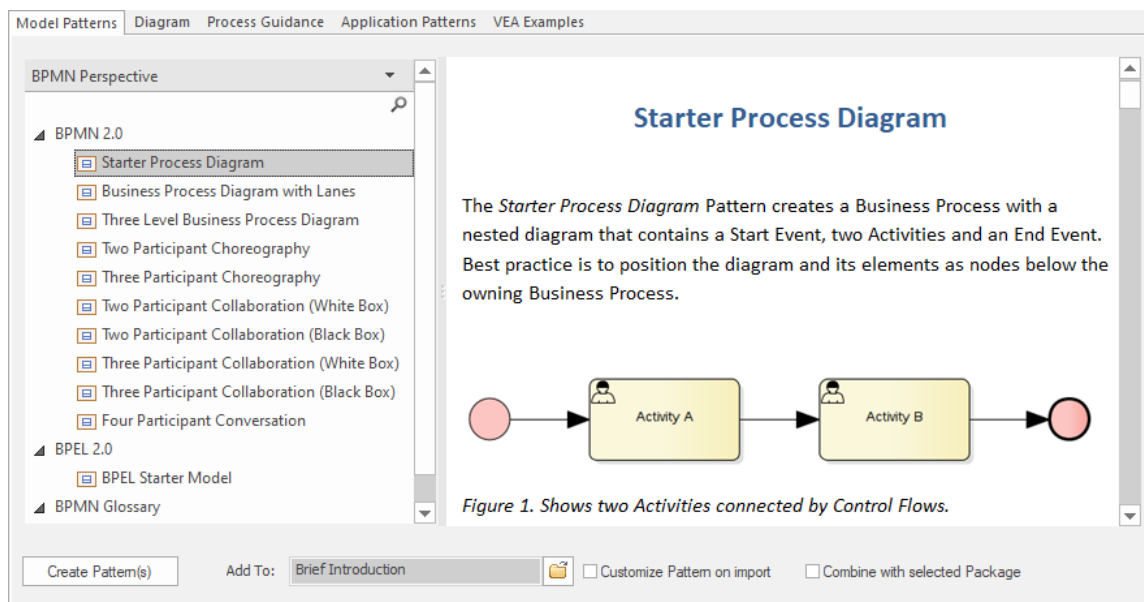 Model Patterns Diagram Process Guidance Application Patterns VEA Examples
BPMN Perspective
BPMN 2.0
Starter Process Diagram
Business Process Diagram with Lanes
Three Level Business Process Diagram
Two Participant Choreography
Three Participant Choreography
Two Participant Collaboration (White Box)
Two Participant Collaboration (Black Box)
Three Participant Collaboration (White Box)
Three Participant Collaboration (Black Box)
Four Participant Conversation
BPEL 2.0
BPEL Starter Model
BPMN Glossary
Starter Process Diagram
The Starter Process Diagram Pattern creates a Business Process with a
nested diagram that contains a Start Event, two Activities and an End Event.
Best practice is to position the diagram and its elements as nodes below the
owning Business Process.
Activity A Activity B
Figure 1. Shows two Activities connected by Control Flows.
Create Pattern(s) Add To: Brief Introduction Customize Pattern on import Combine with selected Package